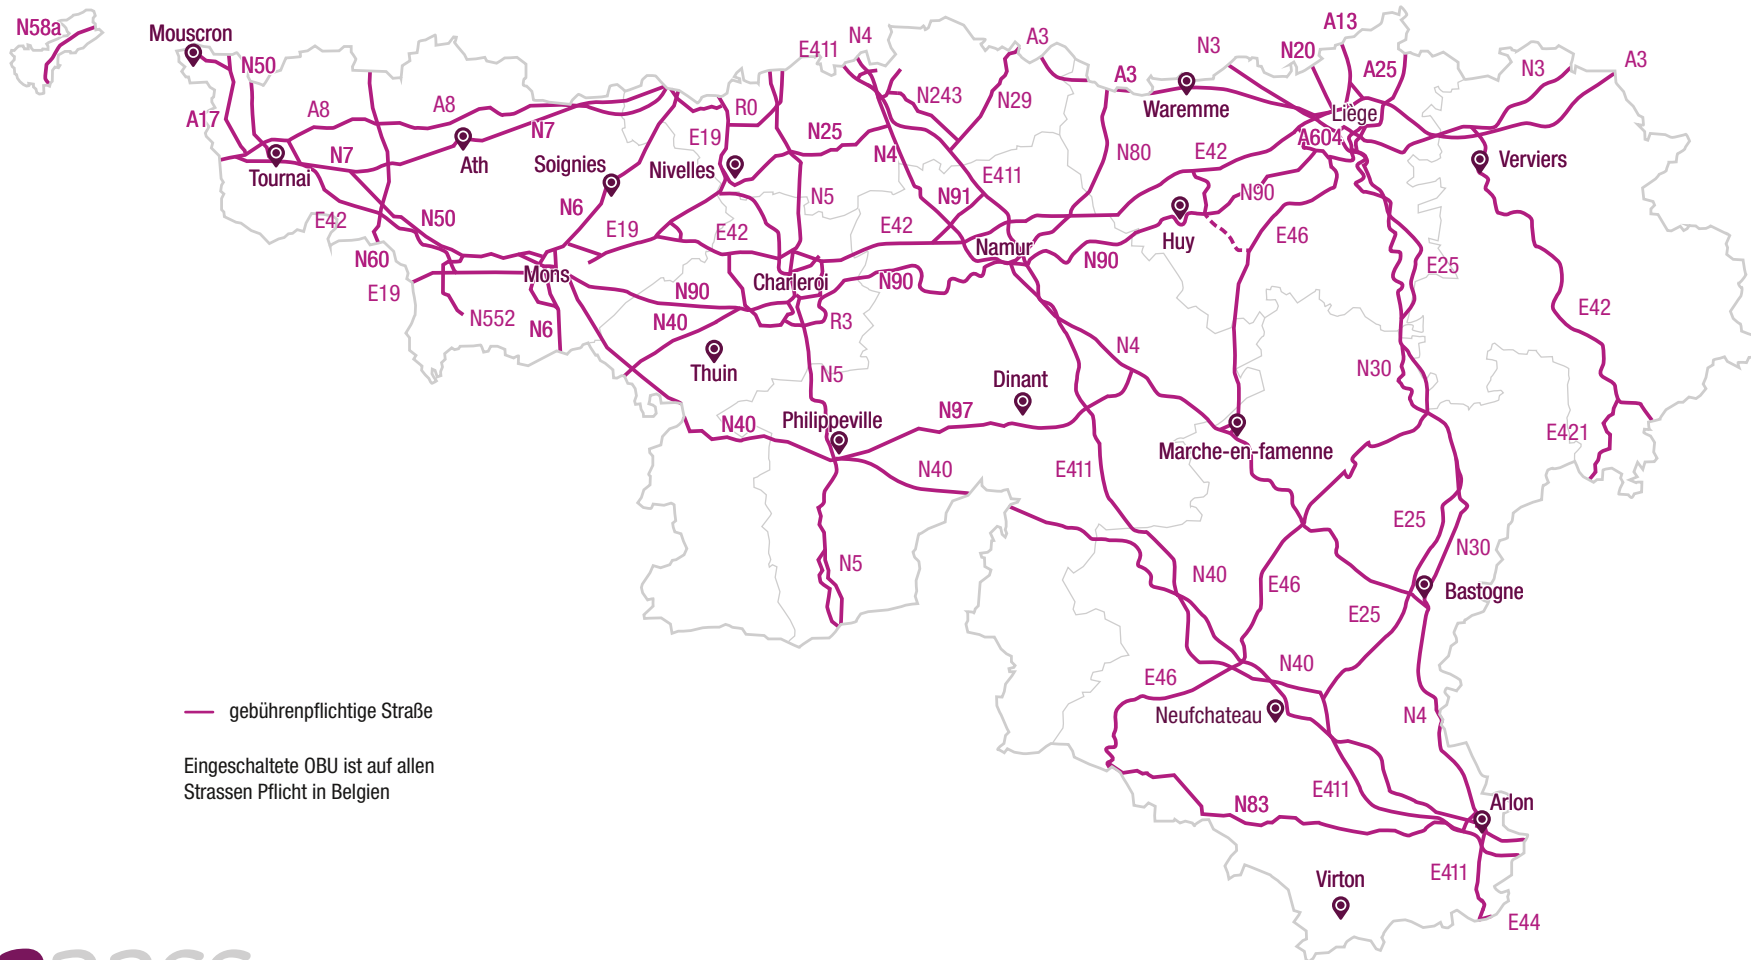 N58a
Mouscron
N50
A17
A8
A8
N7
N7
Tournai
Ath
Soignies
Nivelles
E19
R0
E411
N4
A3
N243
N29
N25
N4
N5
N91
E411
A3
N3
Waremme
N20
A13
A25
N3
A3
Liège
A604
Verviers
N80
E42
N90
Huy
E46
E25
E42
E42
N50
N60
E19
N6
E19
E42
E42
Namur
N90
Mons
Charleroi
N90
N90
N552
N6
N40
R3
Thuin
N5
N4
Dinant
N30
Philippeville
N97
N40
N40
E411
Marche-en-famenne
E421
E25
N30
N5
N40
E46
Bastogne
E25
N40
E46
Neufchateau
N4
gebührenpflichtige Straße
Eingeschaltete OBU ist auf allen
Strassen Pflicht in Belgien
E411
N83
Arlon
E411
Virton
E44